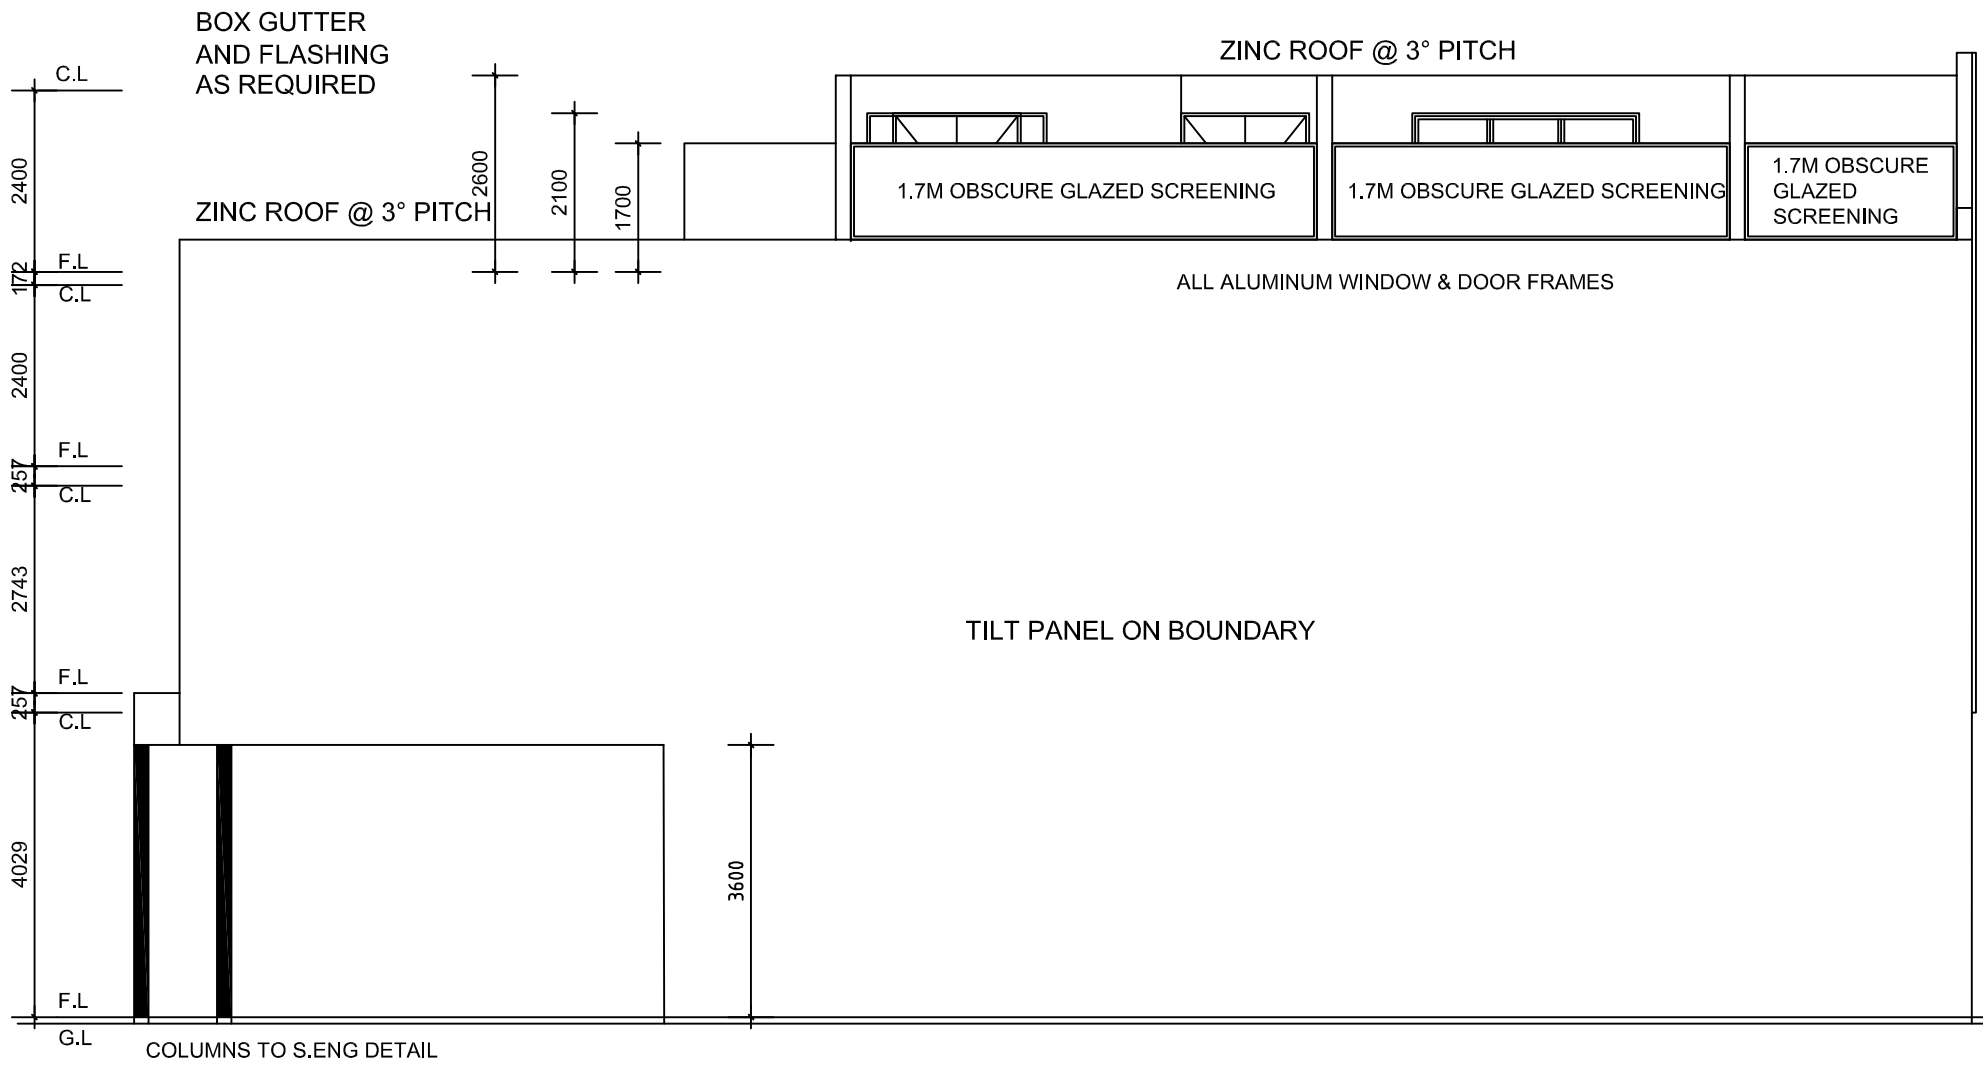 BOX GUTTER
AND FLASHING
AS REQUIRED
ZINC ROOF @ 3° PITCH
C.L
2400
2600
2100
1700
1.7M OBSCURE GLAZED SCREENING
1.7M OBSCURE GLAZED SCREENING
1.7M OBSCURE
GLAZED
SCREENING
ZINC ROOF @ 3° PITCH
F.L
172
C.L
ALL ALUMINUM WINDOW & DOOR FRAMES
2400
F.L
257
C.L
2743
TILT PANEL ON BOUNDARY
F.L
257
C.L
4029
3600
F.L
G.L
COLUMNS TO S.ENG DETAIL